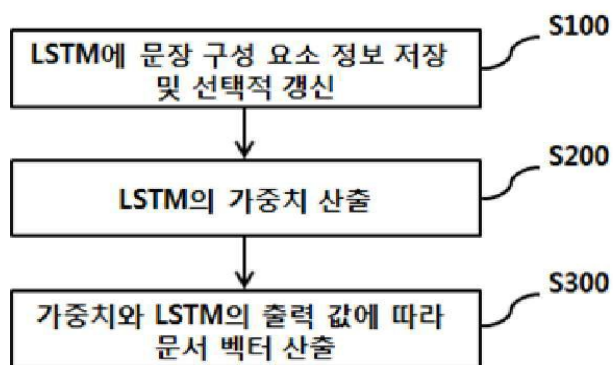 S100
LSTM에 문장 구성 요소 정보 저장
및 선택적 갱신
S200
LSTM의 가중치 산출
S300
가중치와 LSTM의 출력 값에 따라
문서 벡터 산출